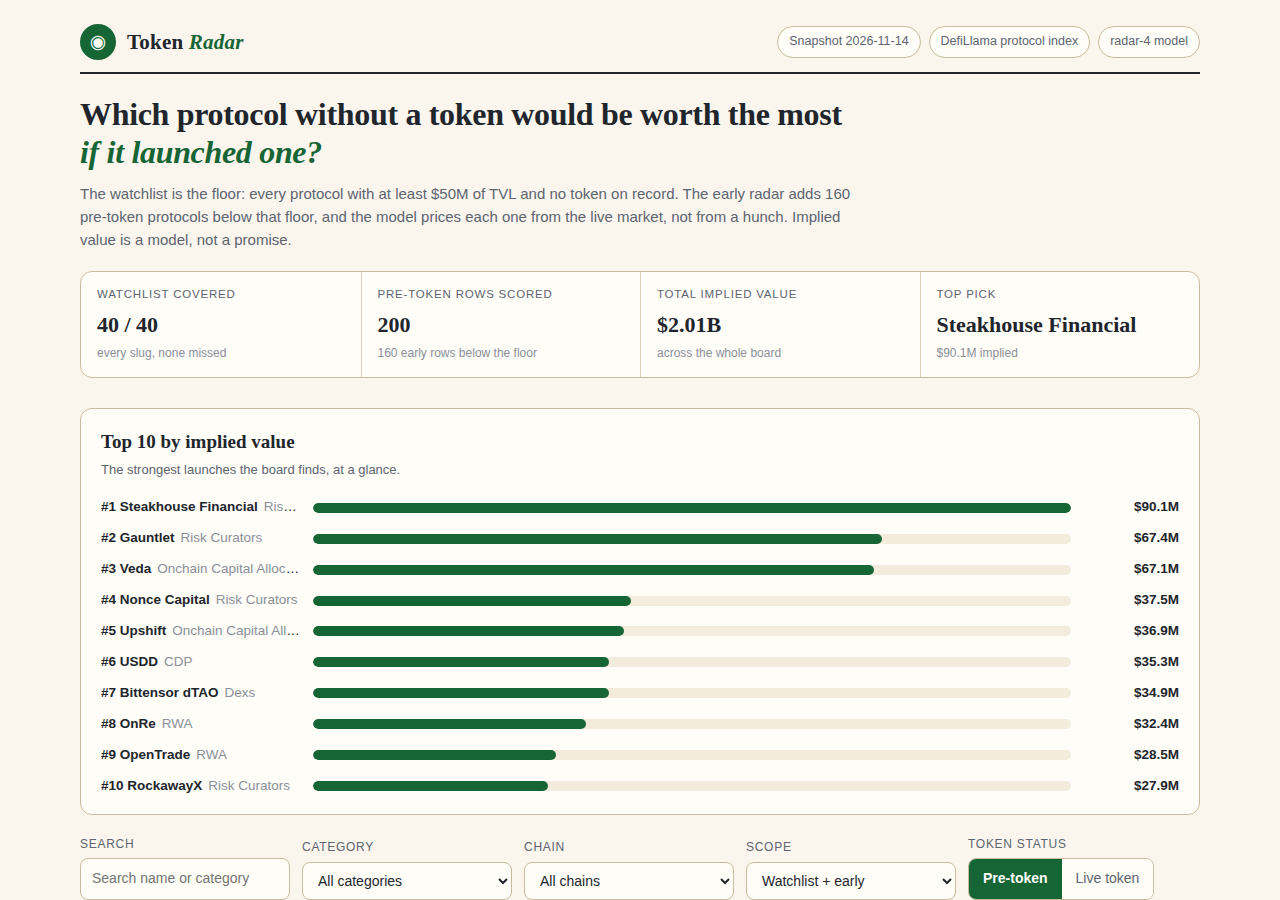 ◉ Token Radar
Snapshot 2026-11-14
DefiLlama protocol index
radar-4 model
Which protocol without a token would be worth the most
if it launched one?
The watchlist is the floor: every protocol with at least $50M of TVL and no token on record. The early radar adds 160
pre-token protocols below that floor, and the model prices each one from the live market, not from a hunch. Implied
value is a model, not a promise.
WATCHLIST COVERED
40 / 40
every slug, none missed
PRE-TOKEN ROWS SCORED
200
160 early rows below the floor
TOTAL IMPLIED VALUE
$2.01B
across the whole board
TOP PICK
Steakhouse Financial
$90.1M implied
Top 10 by implied value
The strongest launches the board finds, at a glance.
#1 Steakhouse Financial Ris… $90.1M
#2 Gauntlet Risk Curators $67.4M
#3 Veda Onchain Capital Alloc… $67.1M
#4 Nonce Capital Risk Curators $37.5M
#5 Upshift Onchain Capital All… $36.9M
#6 USDD CDP $35.3M
#7 Bittensor dTAO Dexs $34.9M
#8 OnRe RWA $32.4M
#9 OpenTrade RWA $28.5M
#10 RockawayX Risk Curators $27.9M
SEARCH
Search name or category
CATEGORY
All categories
CHAIN
All chains
SCOPE
Watchlist + early
TOKEN STATUS
Pre-token Live token